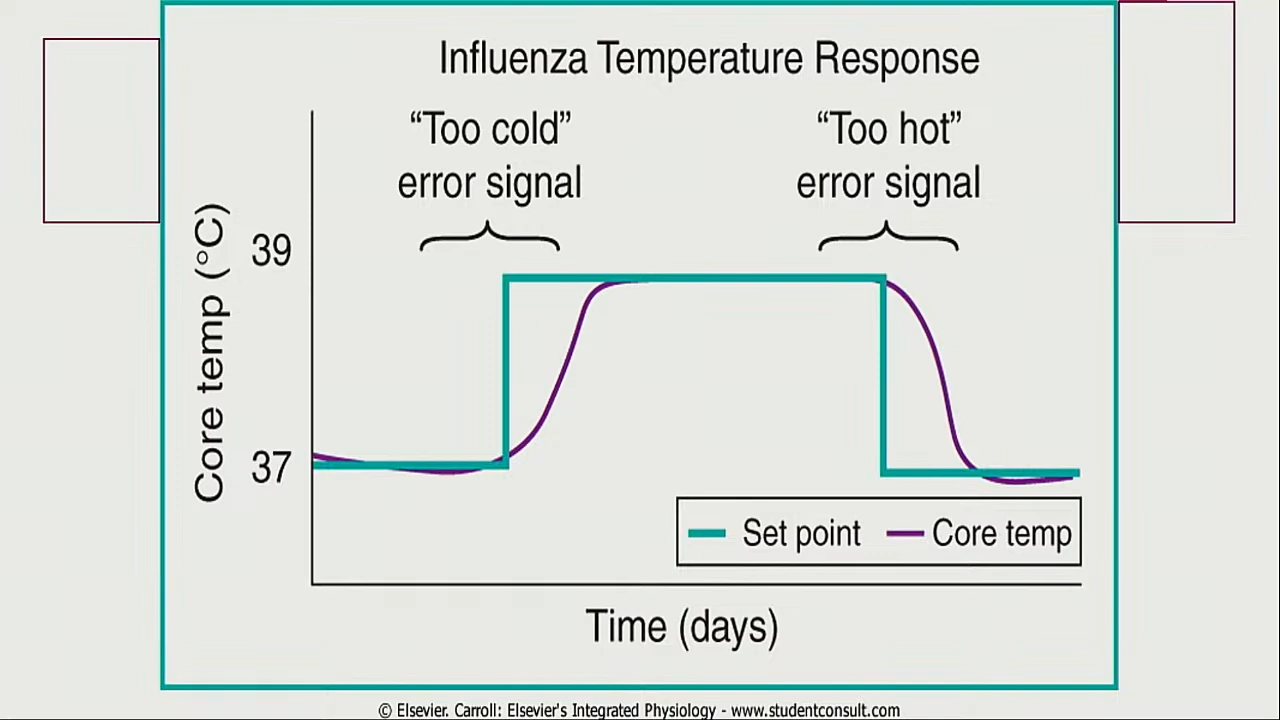 Influenza Temperature Response
“Too cold”
error signal
“Too hot”
error signal
Core temp (°C)
39
37
Set point
Core temp
Time (days)
© Elsevier. Carroll: Elsevier's Integrated Physiology - www.studentconsult.com